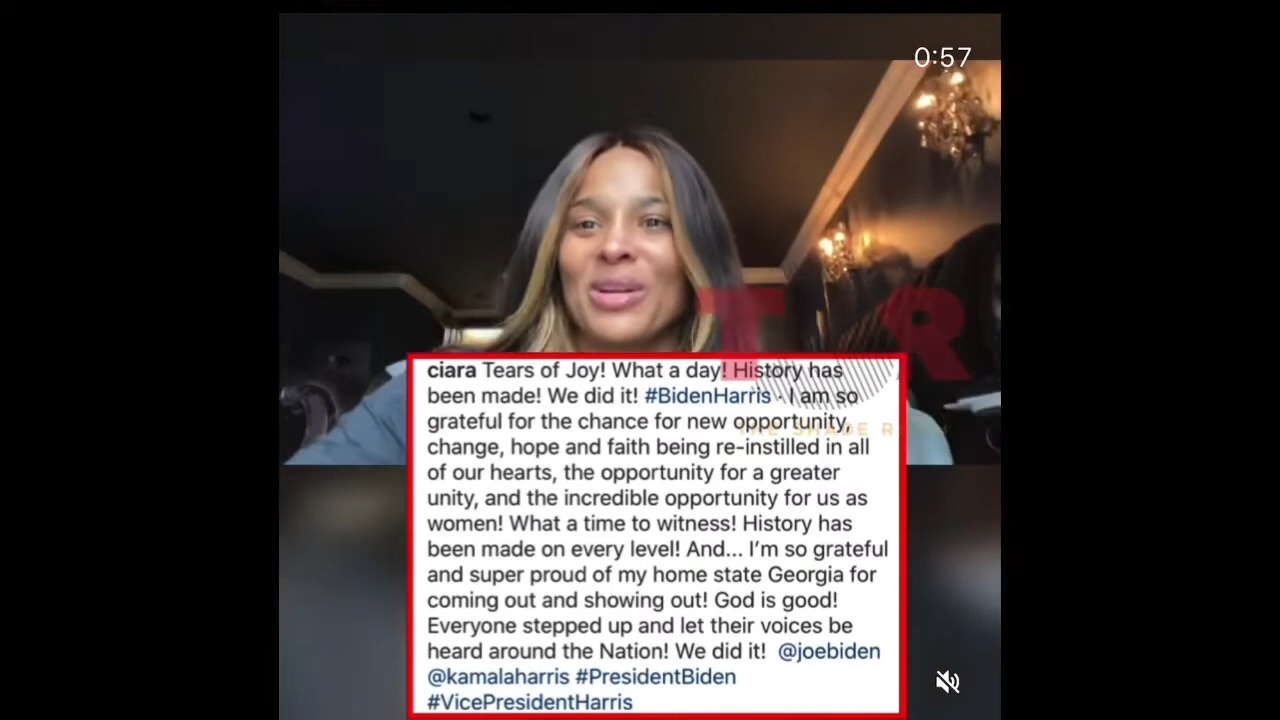 0:57
T R
ciara Tears of Joy! What a day! History has
been made! We did it! #BidenHarris · I am so
grateful for the chance for new opportunity,
THE SHADE R
change, hope and faith being re-instilled in all
of our hearts, the opportunity for a greater
unity, and the incredible opportunity for us as
women! What a time to witness! History has
been made on every level! And... I’m so grateful
and super proud of my home state Georgia for
coming out and showing out! God is good!
Everyone stepped up and let their voices be
heard around the Nation! We did it! @joebiden
@kamalaharris #PresidentBiden
#VicePresidentHarris